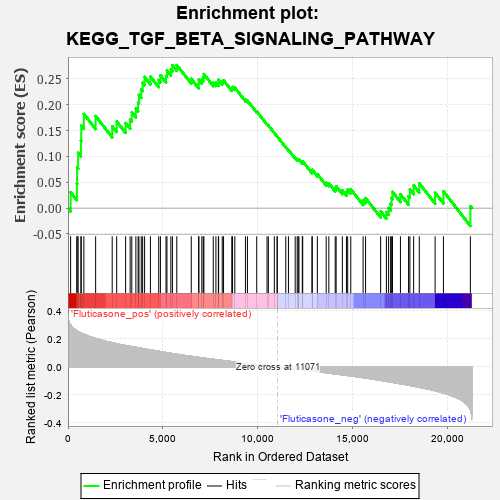 Enrichment plot:
KEGG_TGF_BETA_SIGNALING_PATHWAY
Enrichment score (ES)
0.25
0.20
0.15
0.10
0.05
0.00
-0.05
'Fluticasone_pos' (positively correlated)
Ranked list metric (Pearson)
0.4
0.2
0.0
-0.2
-0.4
Zero cross at 11071
'Fluticasone_neg' (negatively correlated)
0
5,000
10,000
15,000
20,000
Rank in Ordered Dataset
Enrichment profile
Hits
Ranking metric scores